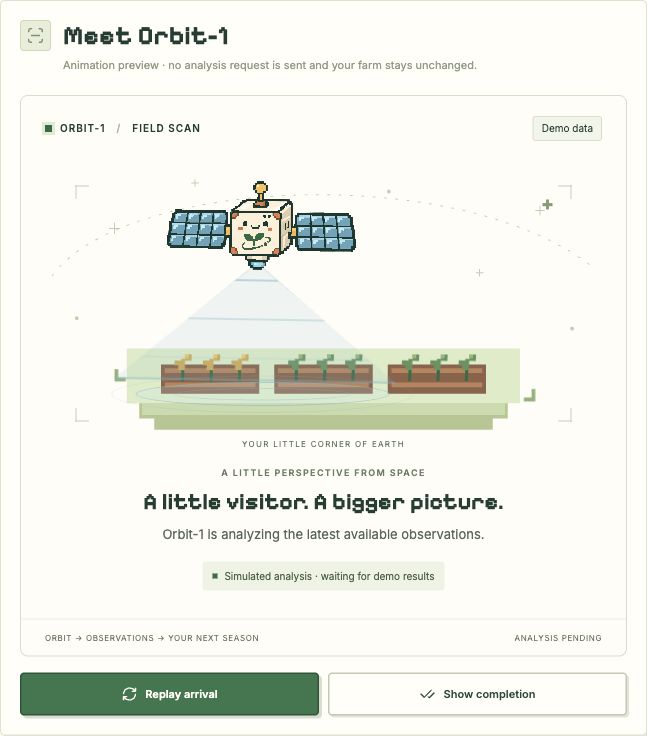 Meet Orbit-1
Animation preview · no analysis request is sent and your farm stays unchanged.
ORBIT-1 / FIELD SCAN
Demo data
YOUR LITTLE CORNER OF EARTH
A LITTLE PERSPECTIVE FROM SPACE
A little visitor. A bigger picture.
Orbit-1 is analyzing the latest available observations.
Simulated analysis · waiting for demo results
ORBIT → OBSERVATIONS → YOUR NEXT SEASON
ANALYSIS PENDING
Replay arrival
Show completion